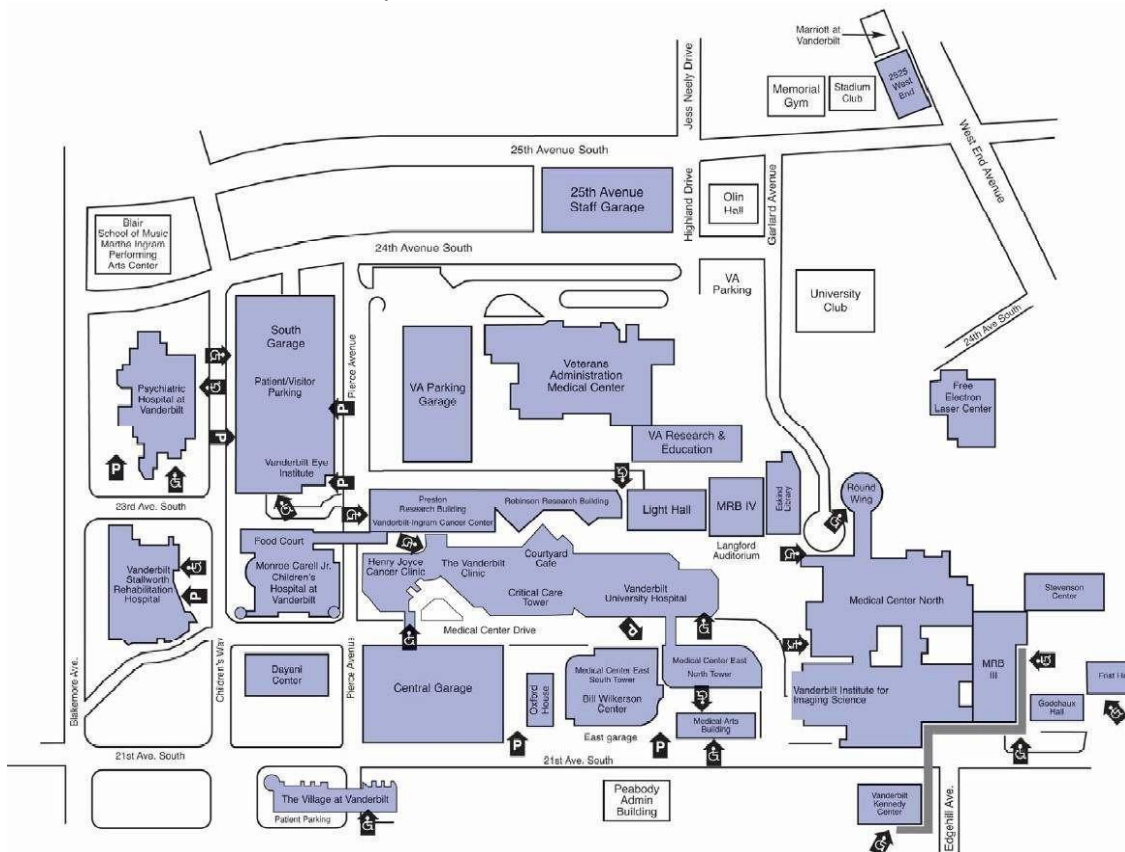 Marriott at
Vanderbilt
2525
West
End
Memorial
Gym
Stadium
Club
Jess Neely Drive
West End Avenue
25th Avenue South
25th Avenue
Staff Garage
Highland Drive
Olin
Hall
Garland Avenue
Blair
School of Music
Martha Ingram
Performing
Arts Center
24th Avenue South
VA
Parking
University
Club
24th Ave South
South
Garage
Patient/Visitor
Parking
Pierce Avenue
VA Parking
Garage
Veterans
Administration
Medical Center
Psychiatric
Hospital at
Vanderbilt
Free
Electron
Laser Center
VA Research &
Education
P
P
P
Vanderbilt Eye
Institute
P
23rd Ave. South
Preston
Research Building
Robinson Research Building
Vanderbilt-Ingram Cancer Center
Light Hall
MRB IV
Eskind
Library
Round
Wing
Langford
Auditorium
Food Court
Vanderbilt
Stallworth
Rehabilitation
Hospital
P
Monroe Carell Jr.
Children's
Hospital at
Vanderbilt
Henry Joyce
Cancer Clinic
The Vanderbilt
Clinic
Courtyard
Cafe
Critical Care
Tower
Vanderbilt
University Hospital
Medical Center North
Stevenson
Center
Medical Center Drive
P
Blakemore Ave.
Children's Way
Dayani
Center
Pierce Avenue
Central Garage
Oxford
House
Medical Center East
South Tower
Bill Wilkerson
Center
Medical Center East
North Tower
Vanderbilt Institute for
Imaging Science
MRB
III
Godchaux
Hall
Medical Arts
Building
East garage
P
P
21st Ave. South
21st Ave. South
The Village at Vanderbilt
Patient Parking
Peabody
Admin
Building
Vanderbilt
Kennedy
Center
Edgehill Ave.